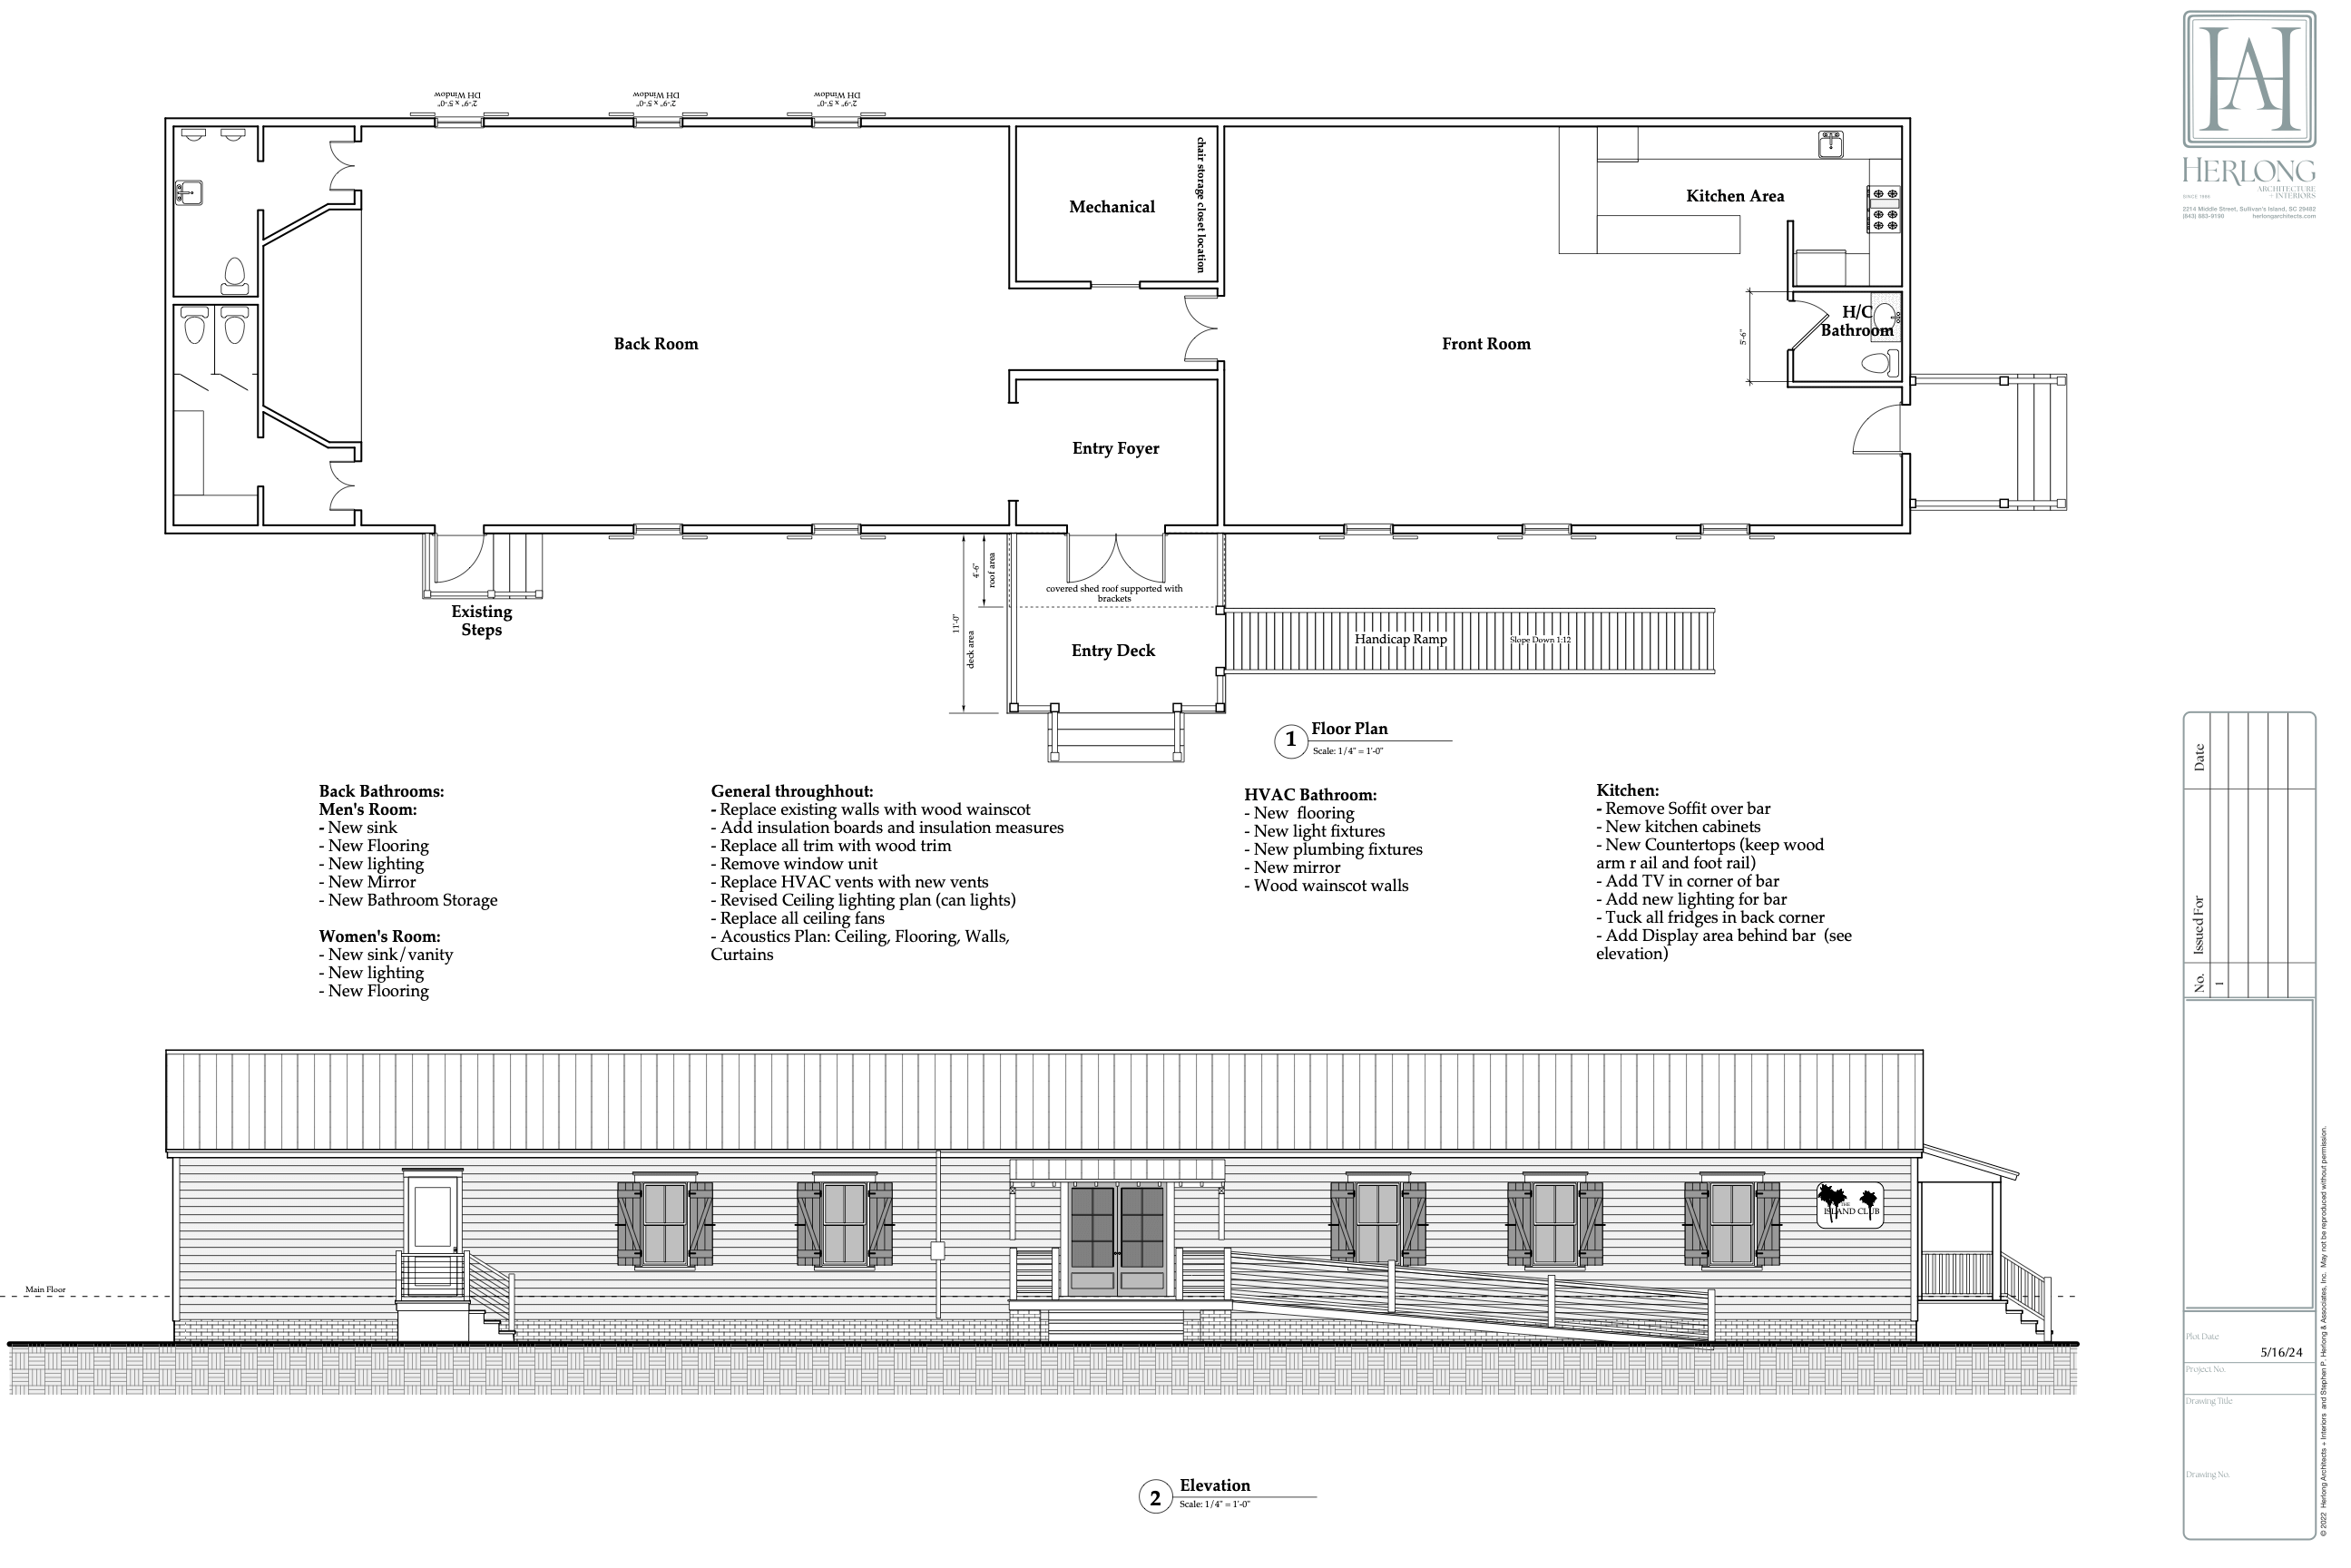 DH Window
2'-9" x 5'-0"
DH Window
2'-9" x 5'-0"
DH Window
2'-9" x 5'-0"
HA
HERLONG
ARCHITECTURE
+ INTERIORS
SINCE 1986
2214 Middle Street, Sullivan's Island, SC 29482
(843) 883-9190 herlongarchitects.com
chair storage closet location
Mechanical
Kitchen Area
Back Room
Front Room
H/C
Bathroom
5'-6"
Entry Foyer
Existing
Steps
4'-6"
roof area
11'-0"
deck area
covered shed roof supported with
brackets
Entry Deck
Handicap Ramp
Slope Down 1:12
1
Floor Plan
Scale: 1/4" = 1'-0"
Back Bathrooms:
Men's Room:
- New sink
- New Flooring
- New lighting
- New Mirror
- New Bathroom Storage
Women's Room:
- New sink/vanity
- New lighting
- New Flooring
General throughhout:
- Replace existing walls with wood wainscot
- Add insulation boards and insulation measures
- Replace all trim with wood trim
- Remove window unit
- Replace HVAC vents with new vents
- Revised Ceiling lighting plan (can lights)
- Replace all ceiling fans
- Acoustics Plan: Ceiling, Flooring, Walls,
Curtains
HVAC Bathroom:
- New flooring
- New light fixtures
- New plumbing fixtures
- New mirror
- Wood wainscot walls
Kitchen:
- Remove Soffit over bar
- New kitchen cabinets
- New Countertops (keep wood
arm r ail and foot rail)
- Add TV in corner of bar
- Add new lighting for bar
- Tuck all fridges in back corner
- Add Display area behind bar (see
elevation)
Main Floor
ISLAND CLUB
2
Elevation
Scale: 1/4" = 1'-0"
Date
Issued For
No.
1
Plot Date
5/16/24
Project No.
Drawing Title
Drawing No.
© 2022 Herlong Architects + Interiors and Stephen P. Herlong & Associates, Inc. May not be reproduced without permission.